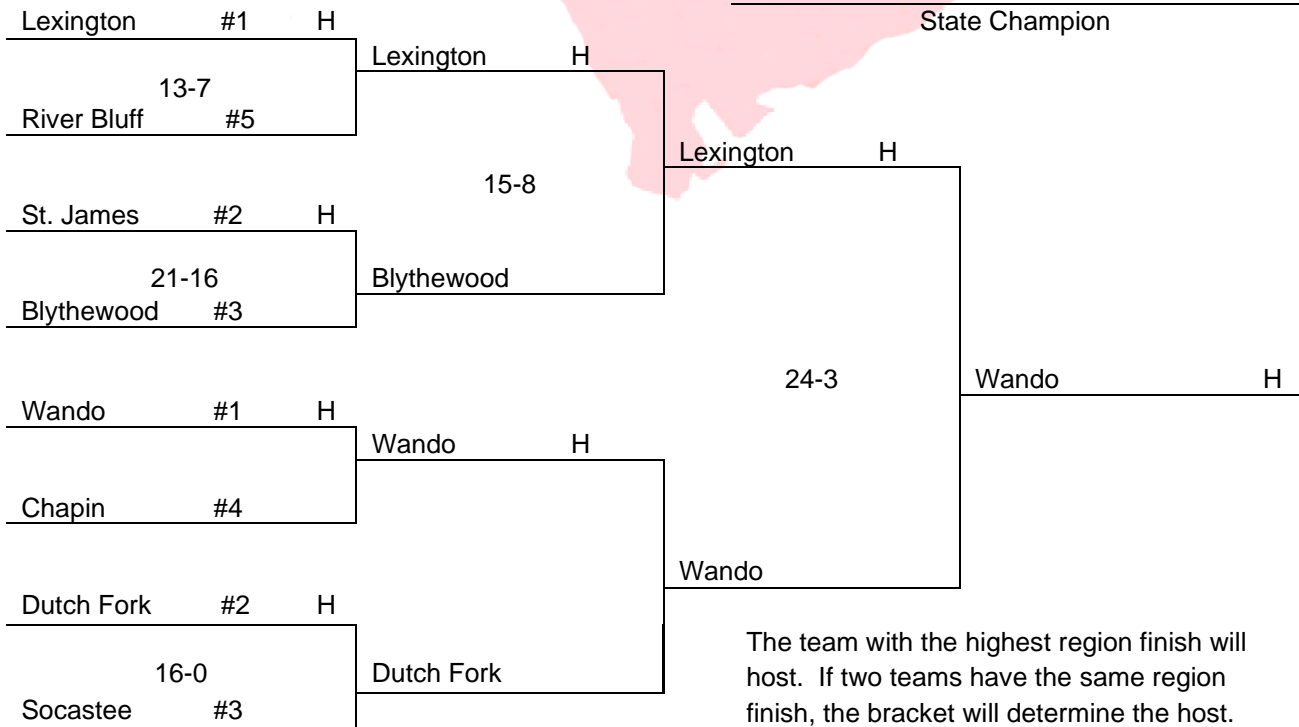 State Champion
Lexington #1 H
Lexington H
13-7
River Bluff #5
Lexington H
15-8
St. James #2 H
21-16
Blythewood
Blythewood #3
24-3
Wando H
Wando #1 H
Wando H
Chapin #4
Wando
Dutch Fork #2 H
16-0
Dutch Fork
Socastee #3
The team with the highest region finish will
host. If two teams have the same region
finish, the bracket will determine the host.